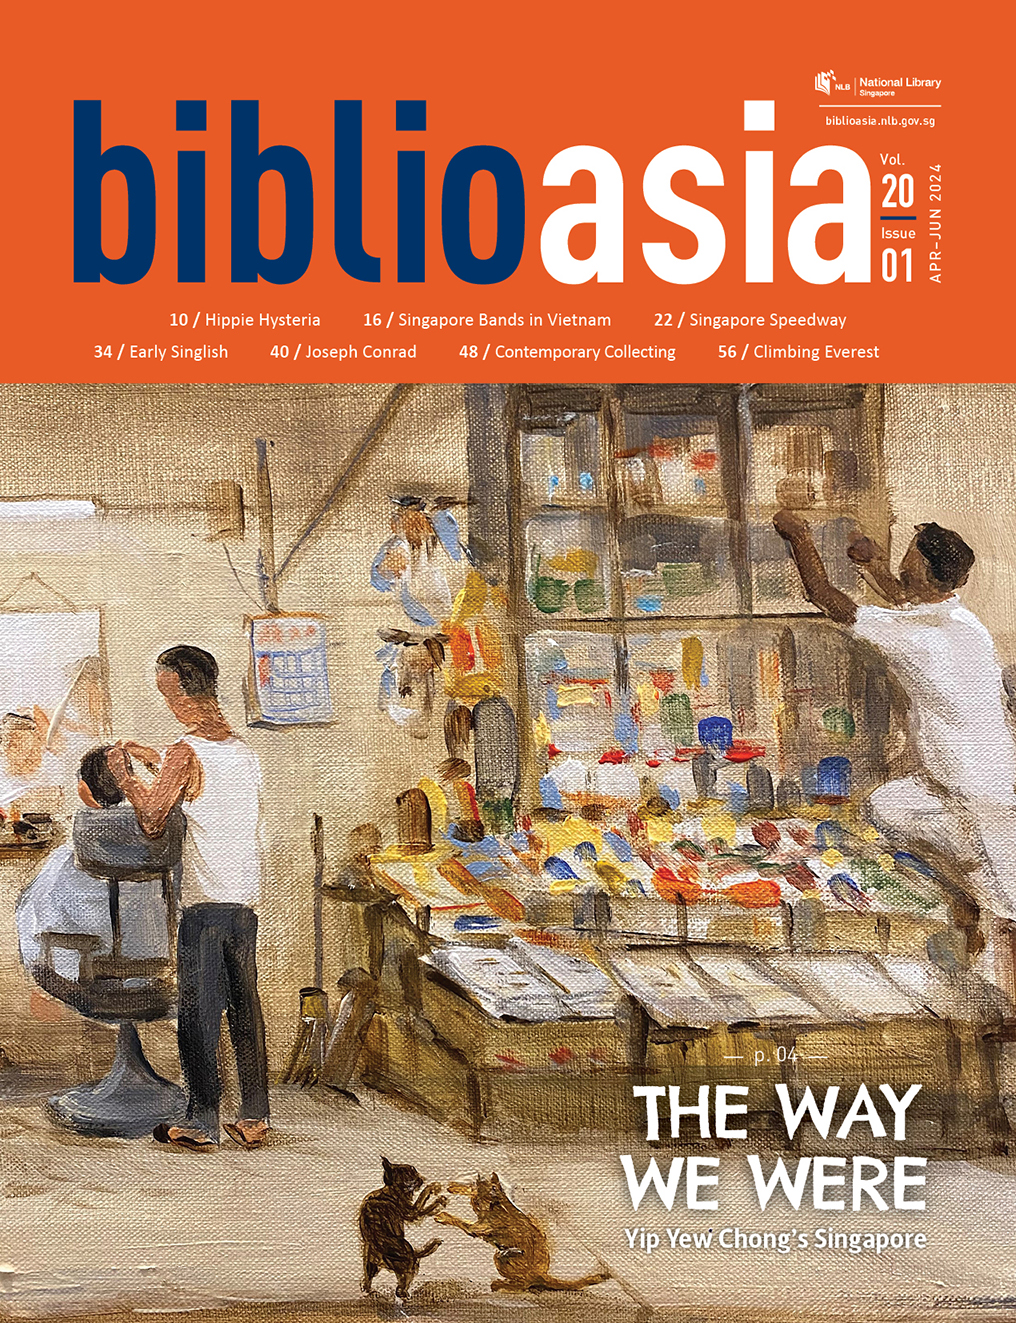 NLB National Library
Singapore
biblioasia.nlb.gov.sg
biblioasia
Vol.
20
Issue
01
APR–JUN 2024
10 / Hippie Hysteria 16 / Singapore Bands in Vietnam 22 / Singapore Speedway
34 / Early Singlish 40 / Joseph Conrad 48 / Contemporary Collecting 56 / Climbing Everest
— p. 04 —
THE WAY
WE WERE
Yip Yew Chong's Singapore